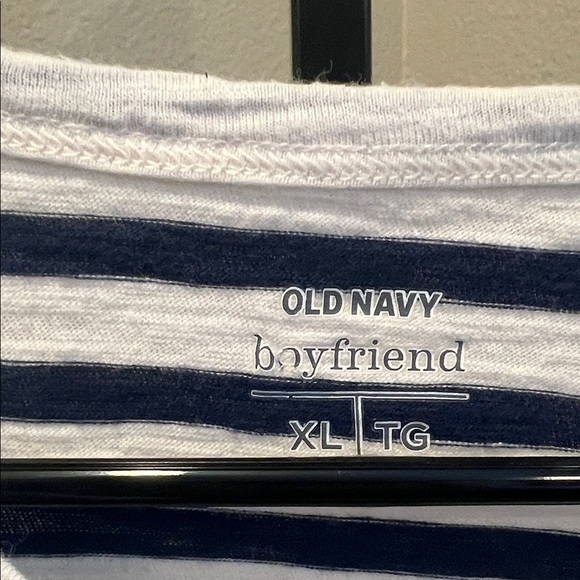 OLD NAVY
boyfriend
XL TG